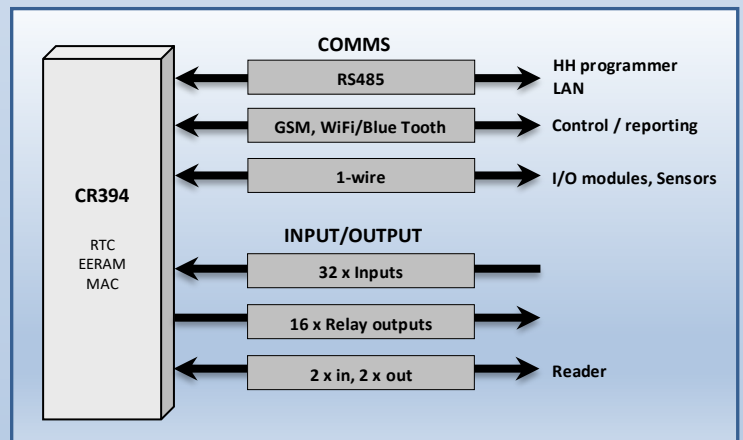 COMMS
RS485
HH programmer
LAN
GSM, WiFi/Blue Tooth
Control / reporting
1-wire
I/O modules, Sensors
CR394
RTC
EERAM
MAC
INPUT/OUTPUT
32 x Inputs
16 x Relay outputs
2 x in, 2 x out
Reader